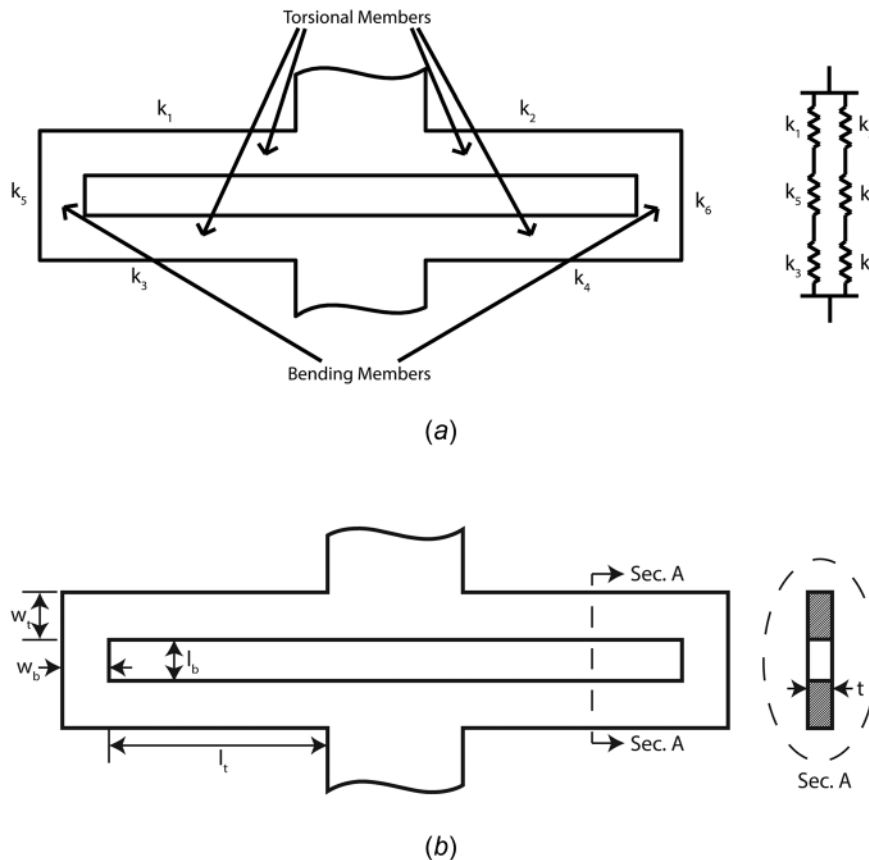 Torsional Members
k1 k2
k1 k
k5 k6
k5 k
k3 k4
k3 k
Bending Members
(a)
Sec. A
wt
wb lb
t
lt
Sec. A
Sec. A
(b)